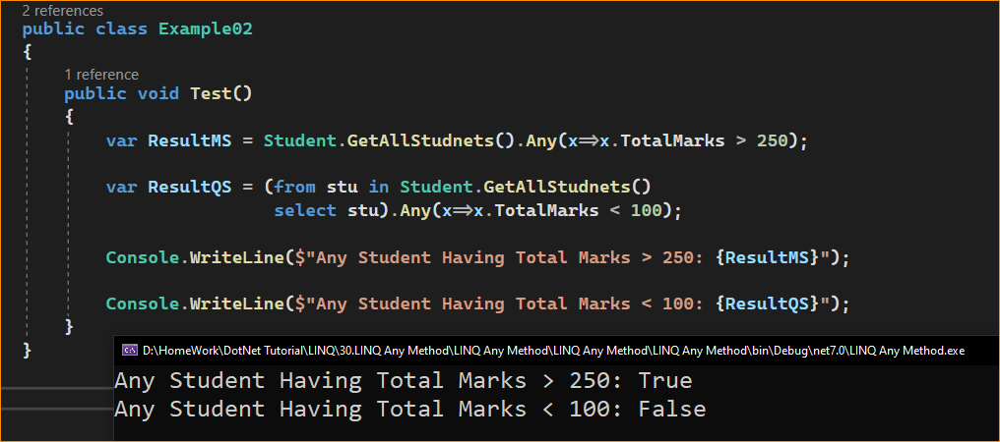 2 references
public class Example02
{
1 reference
public void Test()
{
var ResultMS = Student.GetAllStudnets().Any(x=>x.TotalMarks > 250);
var ResultQS = (from stu in Student.GetAllStudnets()
select stu).Any(x=>x.TotalMarks < 100);
Console.WriteLine($"Any Student Having Total Marks > 250: {ResultMS}");
Console.WriteLine($"Any Student Having Total Marks < 100: {ResultQS}");
}
}
D:\HomeWork\DotNet Tutorial\LINQ\30.LINQ Any Method\LINQ Any Method\LINQ Any Method\LINQ Any Method\bin\Debug\net7.0\LINQ Any Method.exe
Any Student Having Total Marks > 250: True
Any Student Having Total Marks < 100: False